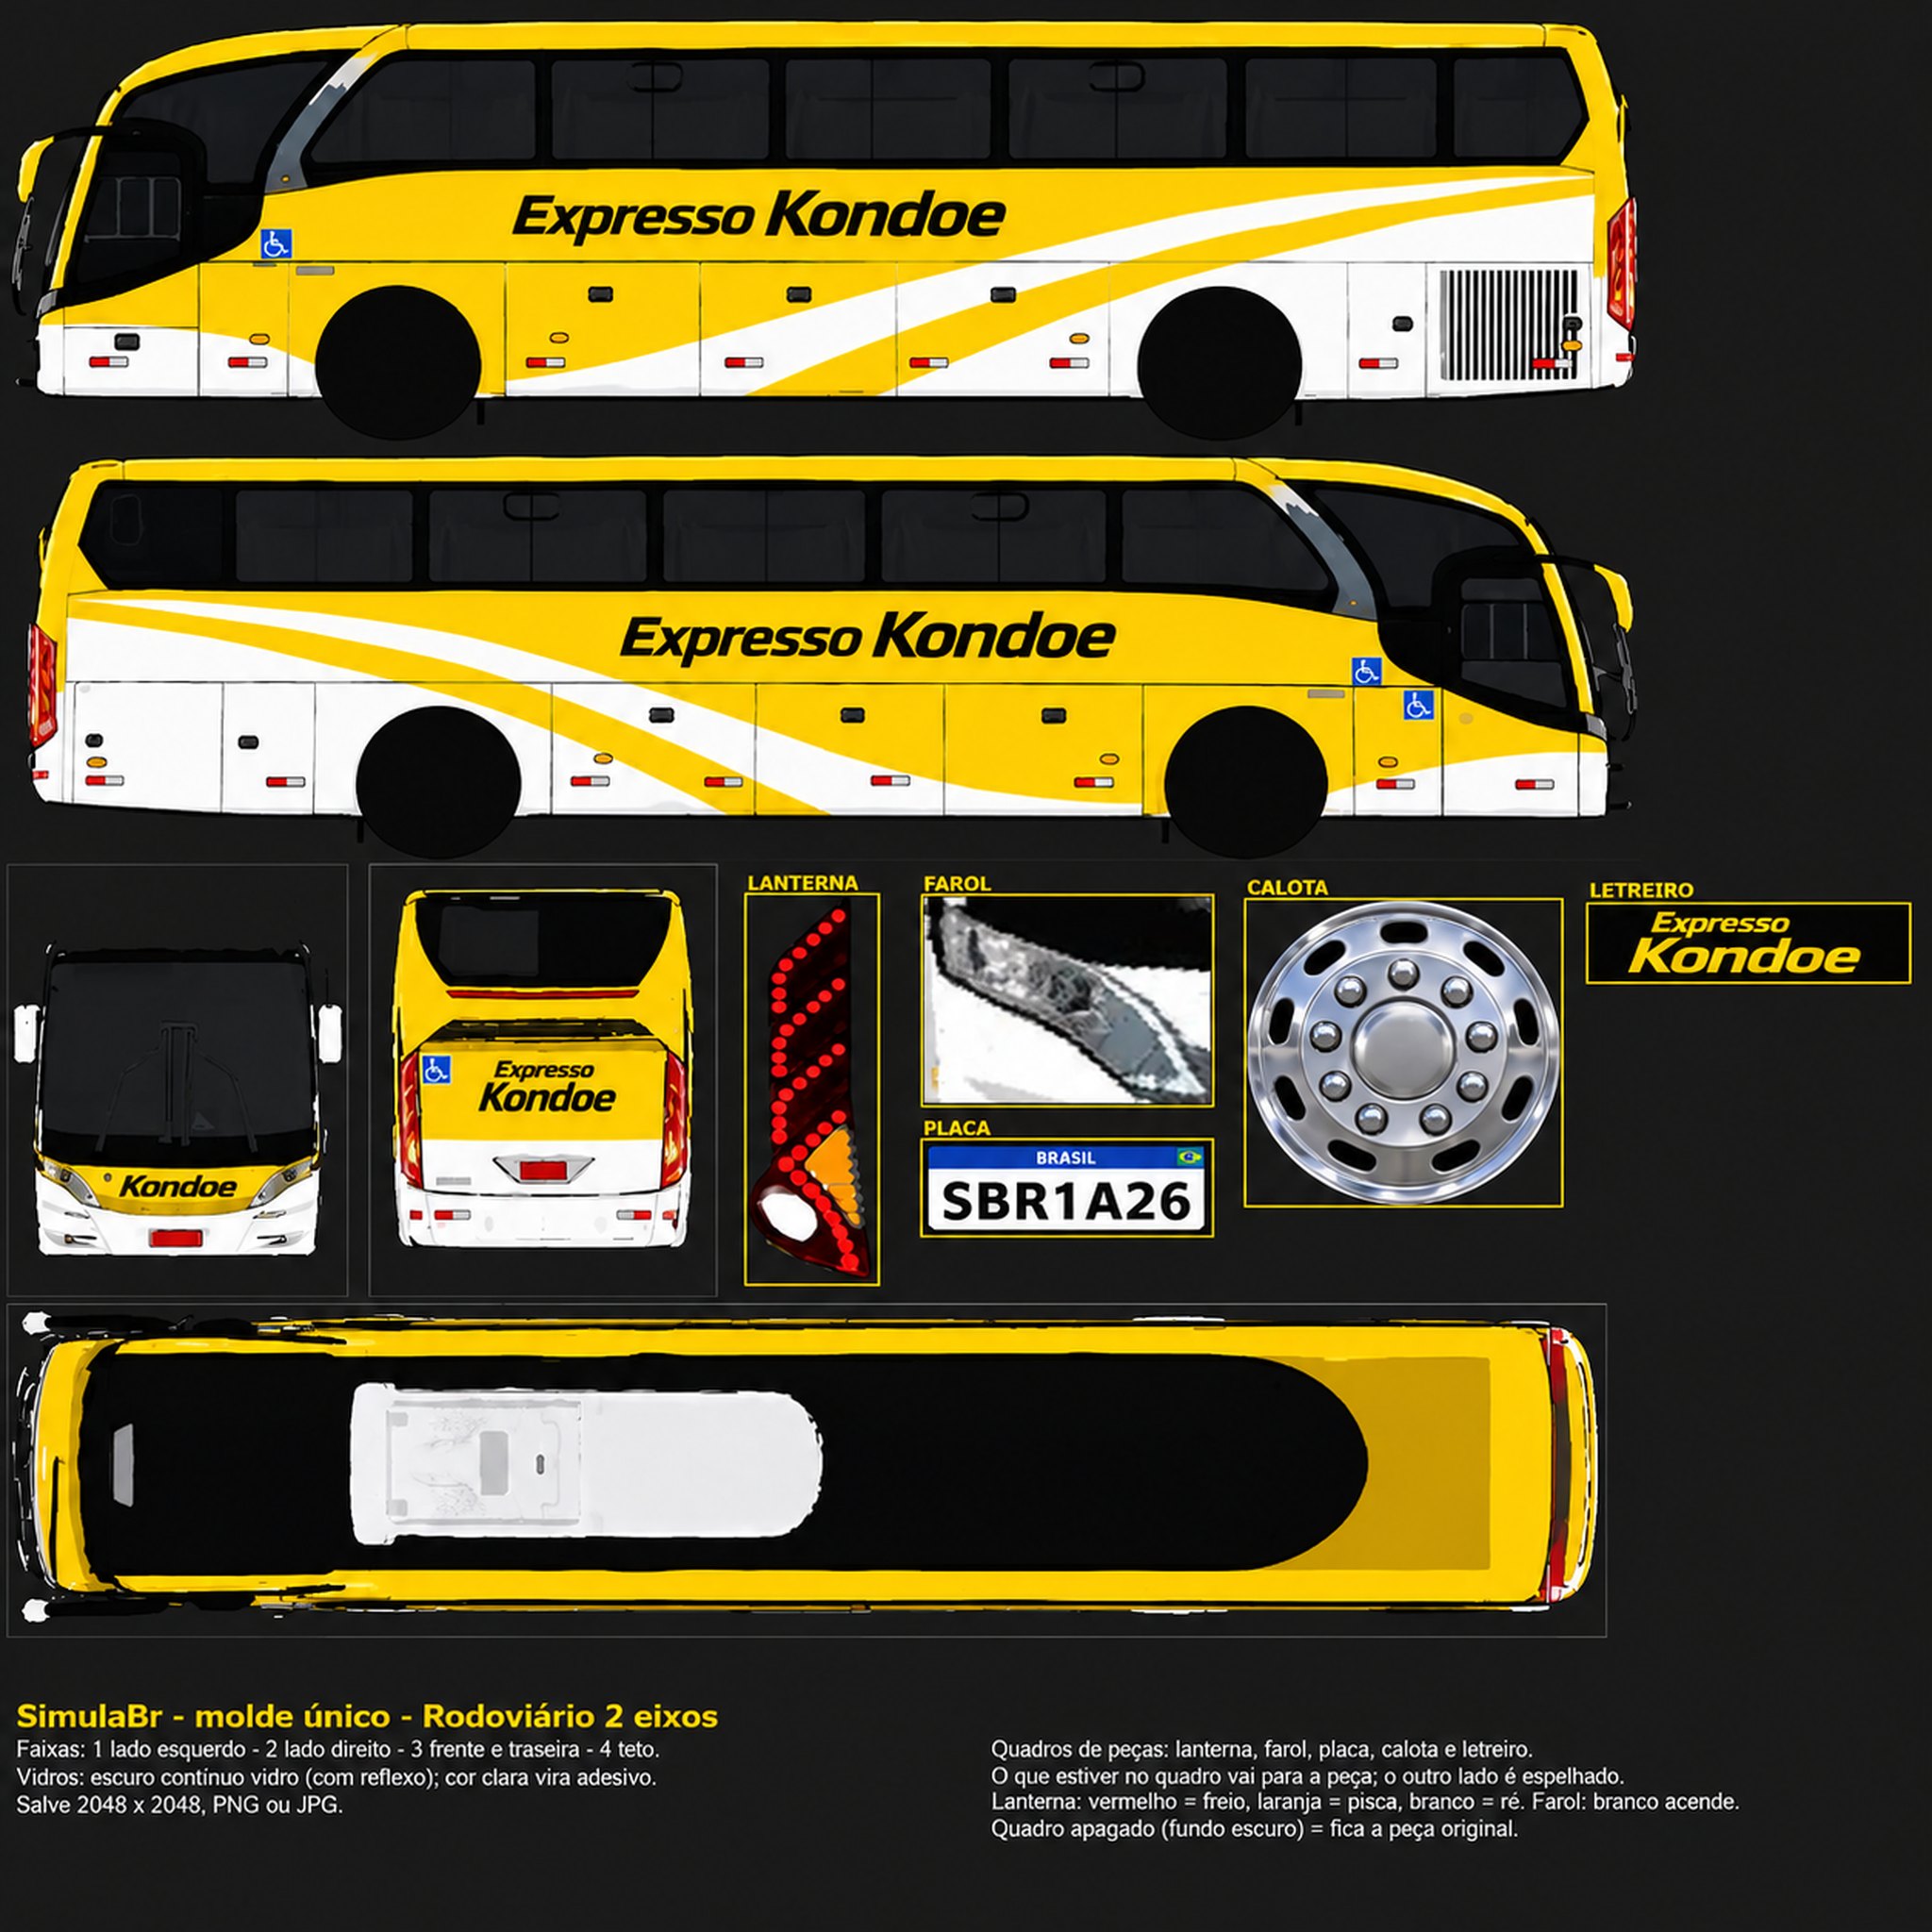 Expresso Kondoe
Expresso Kondoe
LANTERNA
FAROL
CALOTA
LETREIRO
Expresso
Kondoe
Expresso
Kondoe
Kondoe
PLACA
BRASIL
SBR1A26
SimulaBr - molde único - Rodoviário 2 eixos
Faixas: 1 lado esquerdo - 2 lado direito - 3 frente e traseira - 4 teto.
Vidros: escuro contínuo vidro (com reflexo); cor clara vira adesivo.
Salve 2048 x 2048, PNG ou JPG.
Quadros de peças: lanterna, farol, placa, calota e letreiro.
O que estiver no quadro vai para a peça; o outro lado é espelhado.
Lanterna: vermelho = freio, laranja = pisca, branco = ré. Farol: branco acende.
Quadro apagado (fundo escuro) = fica a peça original.